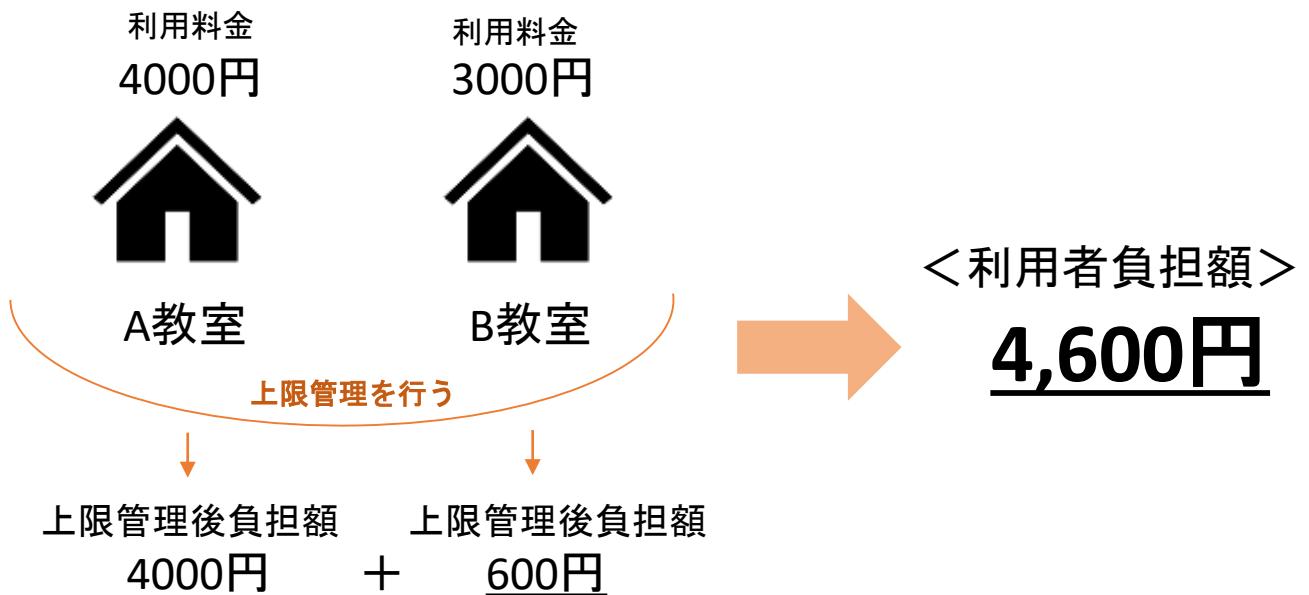 利用料金
4000円
利用料金
3000円
A教室
B教室
上限管理を行う
上限管理後負担額
4000円
＋
上限管理後負担額
600円
＜利用者負担額＞
4,600円